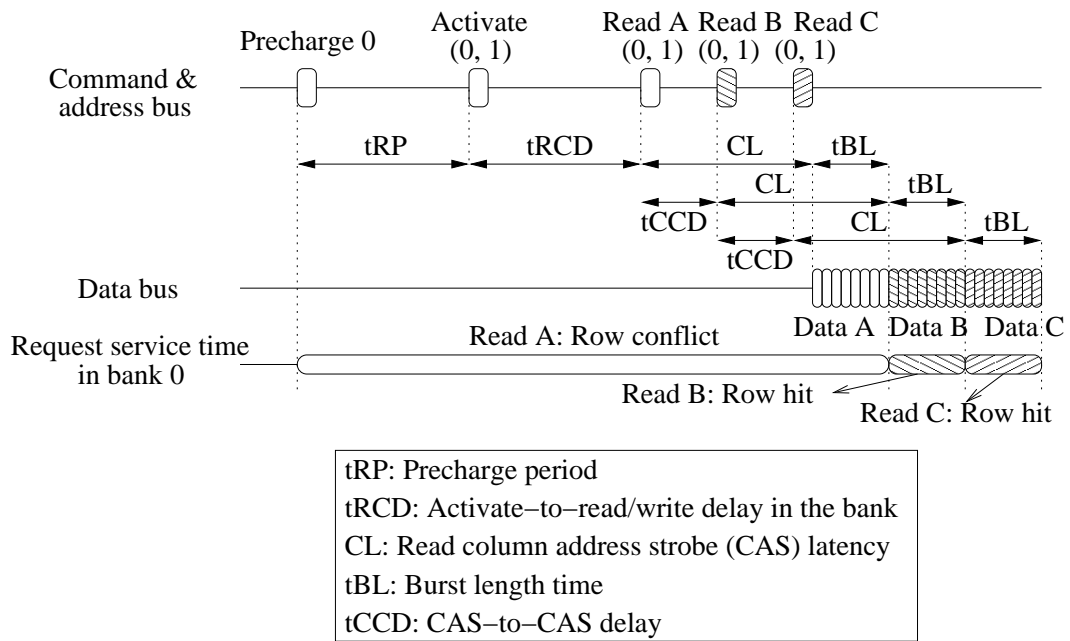 Precharge 0
Activate
(0, 1)
Read A
(0, 1)
Read B
(0, 1)
Read C
(0, 1)
Command &
address bus
tRP
tRCD
CL
tBL
CL
tBL
tCCD
CL
tBL
tCCD
Data bus
Data A
Data B
Data C
Request service time
in bank 0
Read A: Row conflict
Read B: Row hit
Read C: Row hit
tRP: Precharge period
tRCD: Activate−to−read/write delay in the bank
CL: Read column address strobe (CAS) latency
tBL: Burst length time
tCCD: CAS−to−CAS delay